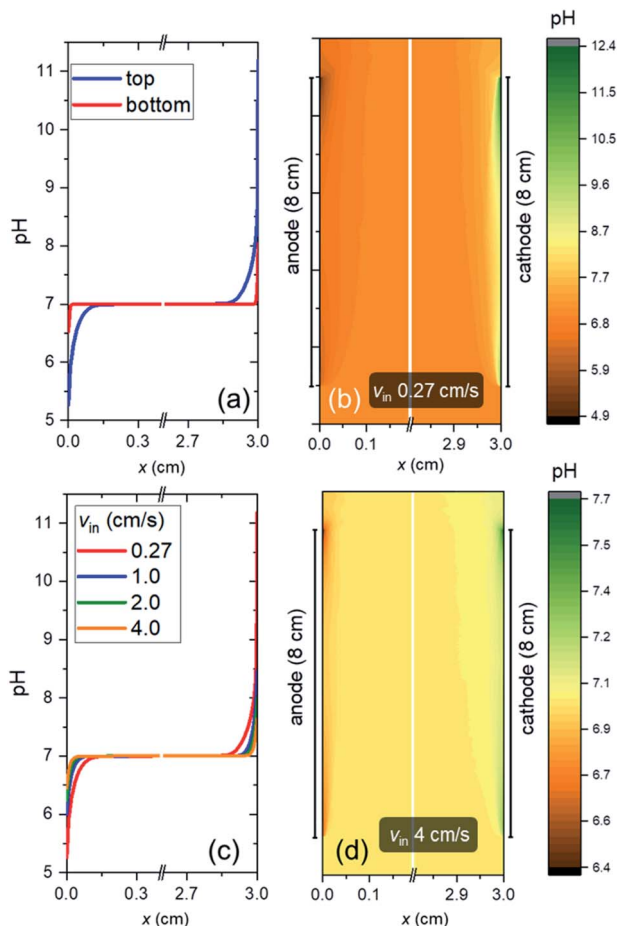 pH
top
bottom
11
10
9
8
7
6
5
pH
(a)
0.0
0.3
2.7
3.0
x (cm)
anode (8 cm)
cathode (8 cm)
(b)
vin 0.27 cm/s
0.0
0.1
2.9
3.0
x (cm)
12.4
11.5
10.6
9.6
8.7
7.7
6.8
5.9
4.9
pH
vin (cm/s)
0.27
1.0
2.0
4.0
11
10
9
8
7
6
5
pH
(c)
0.0
0.3
2.7
3.0
x (cm)
anode (8 cm)
cathode (8 cm)
(d)
vin 4 cm/s
0.0
0.1
2.9
3.0
x (cm)
7.7
7.5
7.4
7.2
7.1
6.9
6.7
6.6
6.4